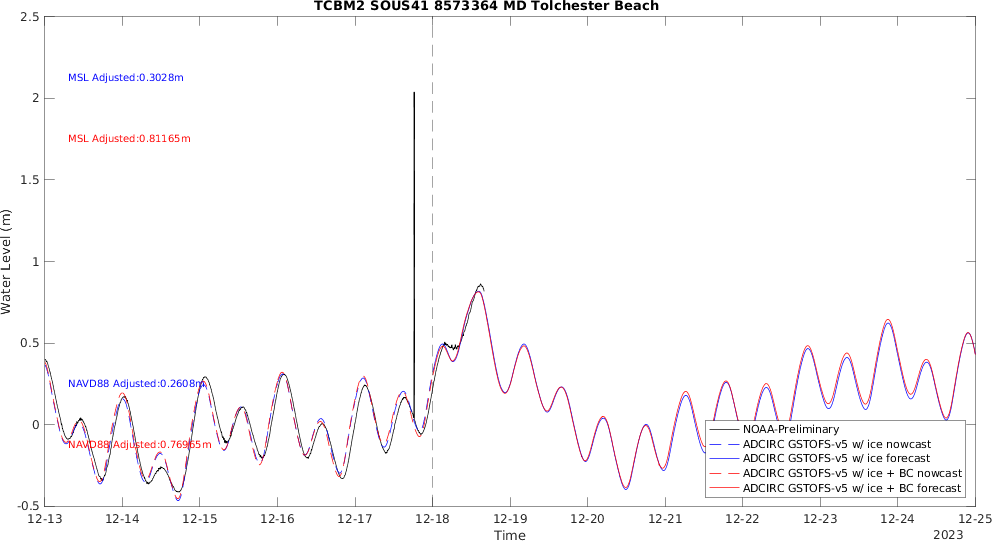 TCBM2 SOUS41 8573364 MD Tolchester Beach
2.5
2
1.5
1
0.5
0
-0.5
Water Level (m)
MSL Adjusted:0.3028m
MSL Adjusted:0.81165m
NAVD88 Adjusted:0.2608m
NAVD88 Adjusted:0.76965m
NOAA-Preliminary
ADCIRC GSTOFS-v5 w/ ice nowcast
ADCIRC GSTOFS-v5 w/ ice forecast
ADCIRC GSTOFS-v5 w/ ice + BC nowcast
ADCIRC GSTOFS-v5 w/ ice + BC forecast
12-13 12-14 12-15 12-16 12-17 12-18 12-19 12-20 12-21 12-22 12-23 12-24 12-25
Time
2023